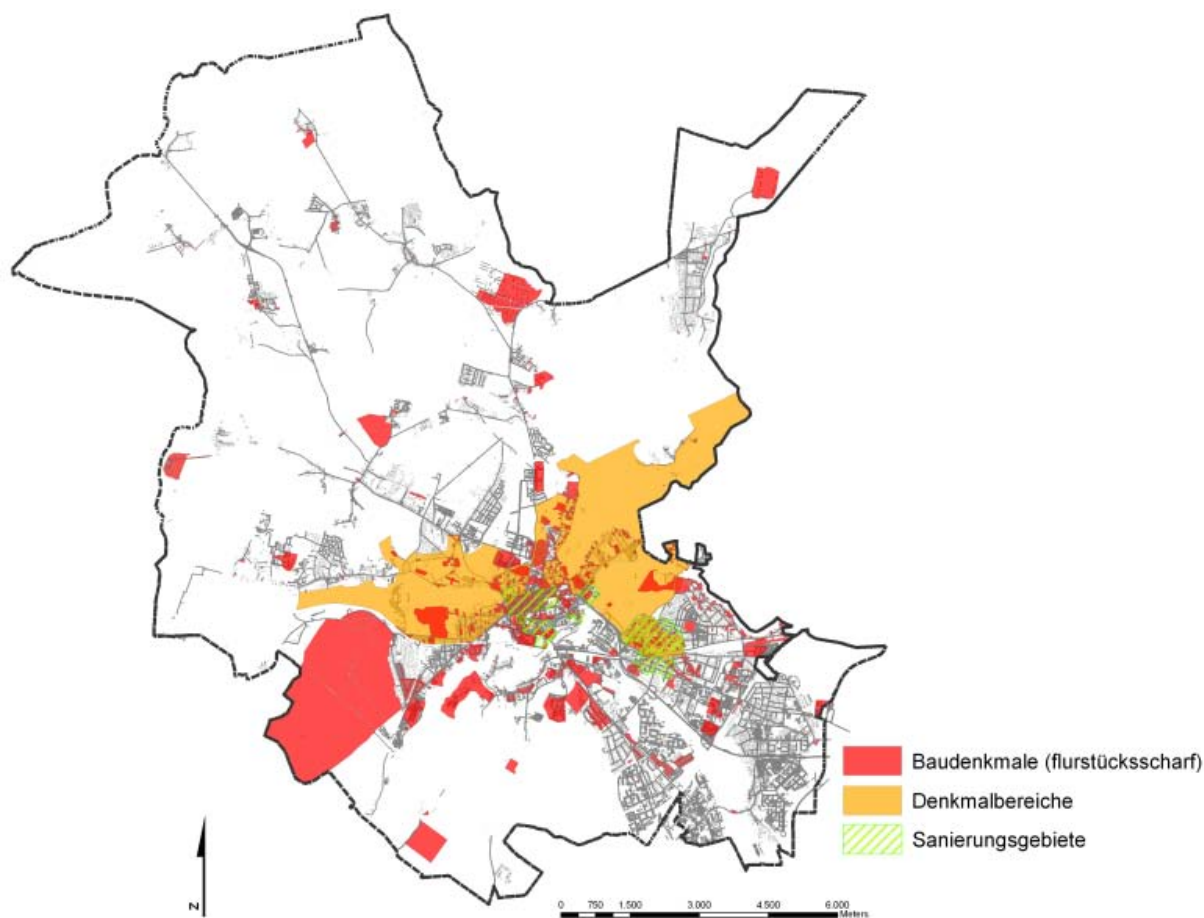 Baudenkmale (flurstücksscharf)
Denkmalbereiche
Sanierungsgebiete
N
0 750 1.500 3.000 4.500 6.000
Meters